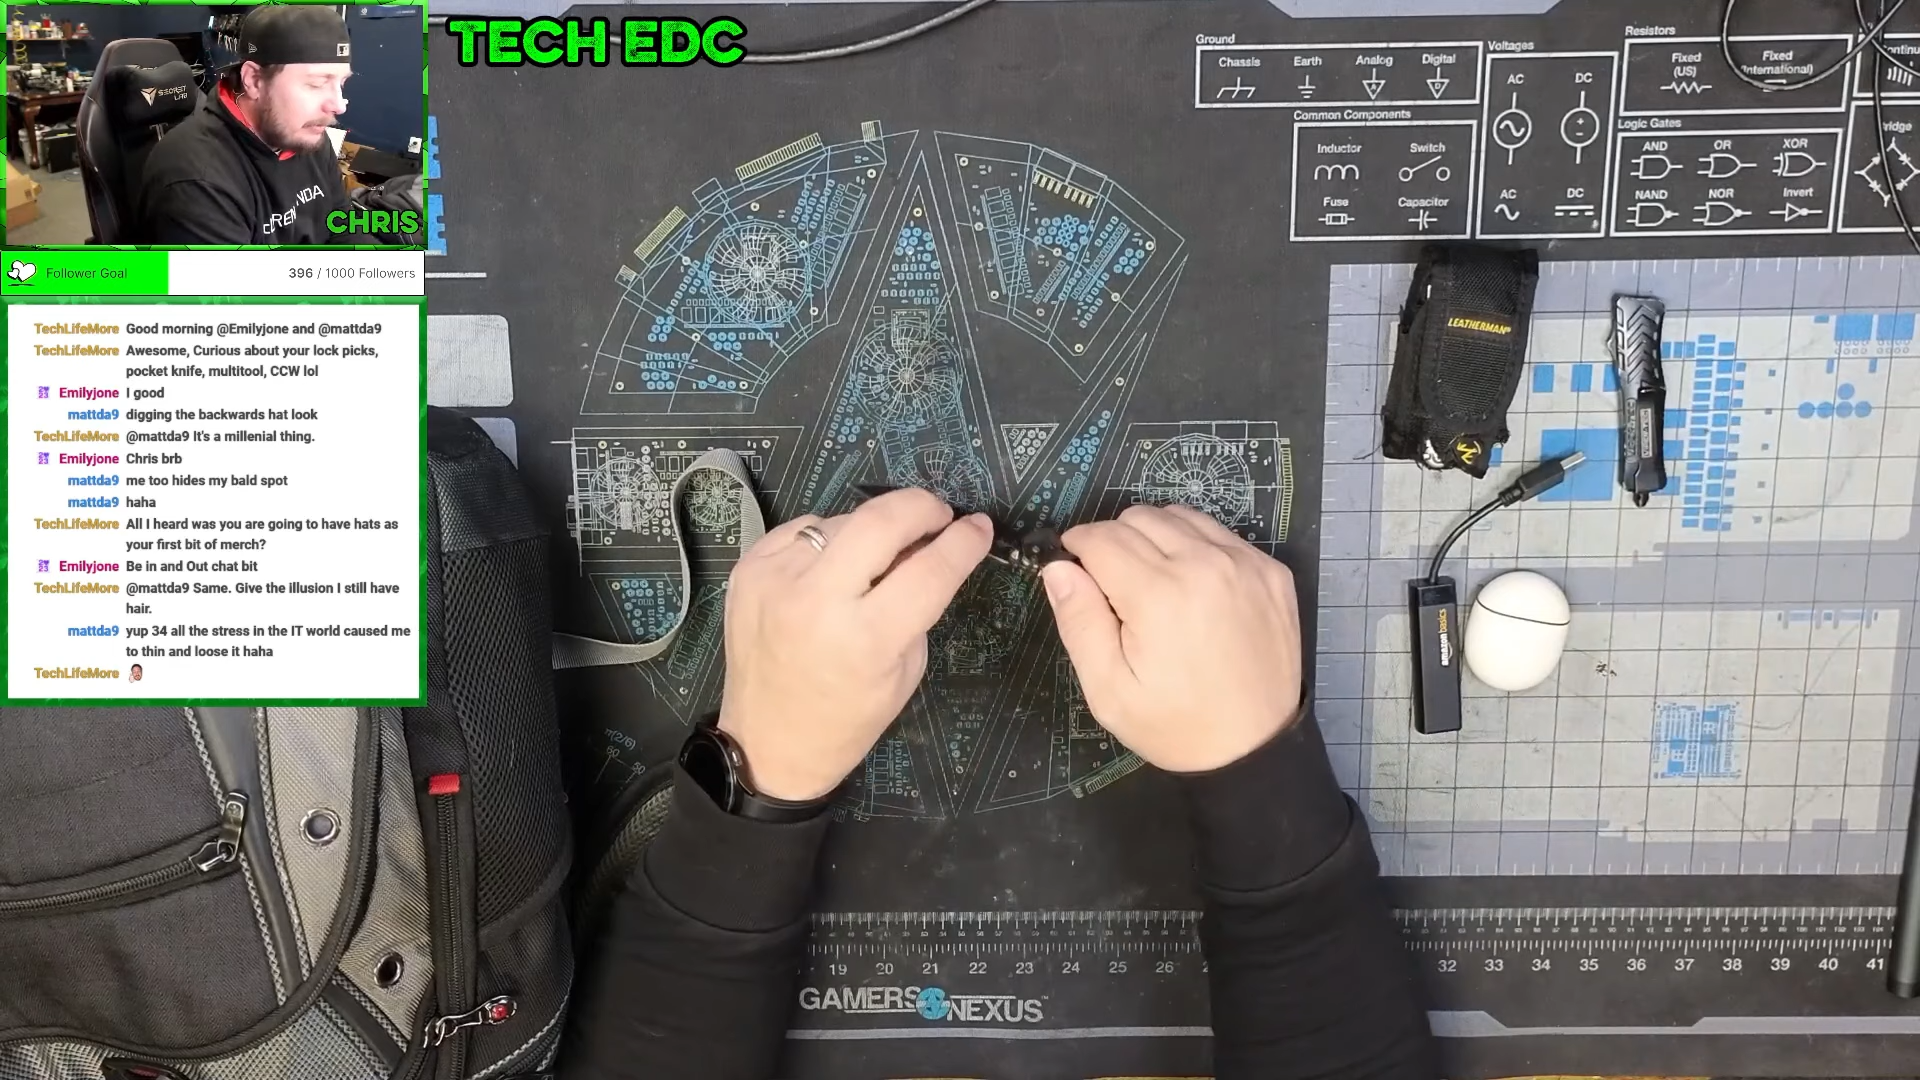 TECH EDC
SECRET
LAB
CHRIS
Follower Goal
396 / 1000 Followers
TechLifeMore Good morning @Emilyjone and @mattda9
TechLifeMore Awesome, Curious about your lock picks,
pocket knife, multitool, CCW lol
Emilyjone I good
mattda9 digging the backwards hat look
TechLifeMore @mattda9 It's a millenial thing.
Emilyjone Chris brb
mattda9 me too hides my bald spot
mattda9 haha
TechLifeMore All I heard was you are going to have hats as
your first bit of merch?
Emilyjone Be in and Out chat bit
TechLifeMore @mattda9 Same. Give the illusion I still have
hair.
mattda9 yup 34 all the stress in the IT world caused me
to thin and loose it haha
TechLifeMore
Ground
Chassis Earth Analog Digital
Common Components
Inductor Switch
Fuse Capacitor
Voltages
AC DC
AC DC
Resistors
Fixed
(US)
Fixed
(International)
Logic Gates
AND OR XOR
NAND NOR Invert
LEATHERMAN
amazonbasics
π(2/6)
60
50
19 20 21 22 23 24 25 26
32 33 34 35 36 37 38 39 40 41
GAMERS NEXUS